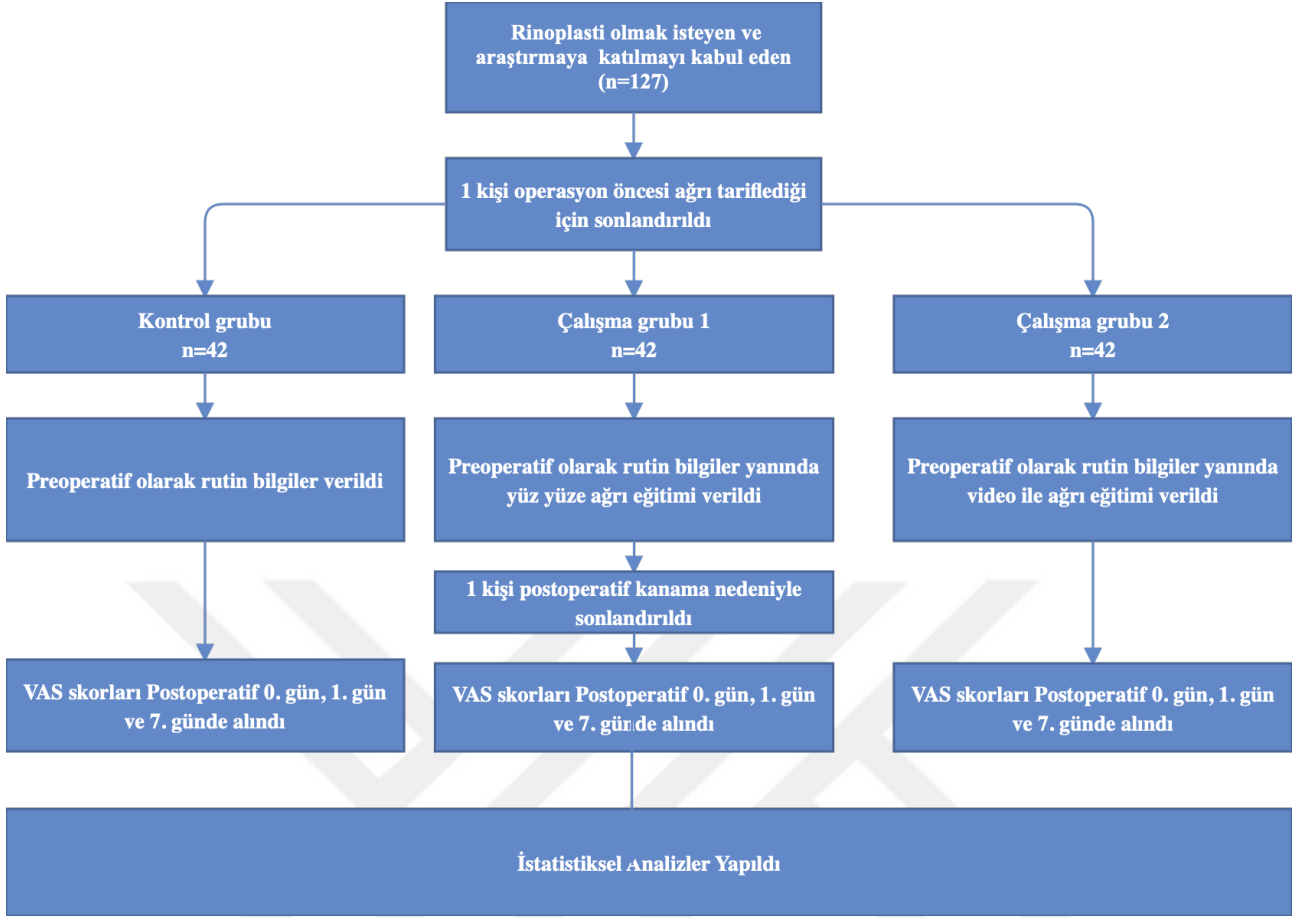 Rinoplasti olmak isteyen ve
araştırmaya katılmayı kabul eden
(n=127)
1 kişi operasyon öncesi ağrı tariflediği
için sonlandırıldı
Kontrol grubu
n=42
Çalışma grubu 1
n=42
Çalışma grubu 2
n=42
Preoperatif olarak rutin bilgiler verildi
Preoperatif olarak rutin bilgiler yanında
yüz yüze ağrı eğitimi verildi
Preoperatif olarak rutin bilgiler yanında
video ile ağrı eğitimi verildi
1 kişi postoperatif kanama nedeniyle
sonlandırıldı
VAS skorları Postoperatif 0. gün, 1. gün
ve 7. günde alındı
VAS skorları Postoperatif 0. gün, 1. gün
ve 7. günde alındı
VAS skorları Postoperatif 0. gün, 1. gün
ve 7. günde alındı
İstatistiksel Analizler Yapıldı